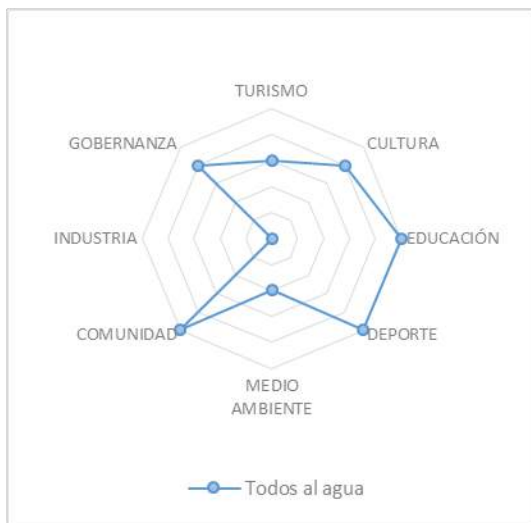 TURISMO
GOBERNANZA
CULTURA
INDUSTRIA
EDUCACIÓN
COMUNIDAD
DEPORTE
MEDIO
AMBIENTE
Todos al agua